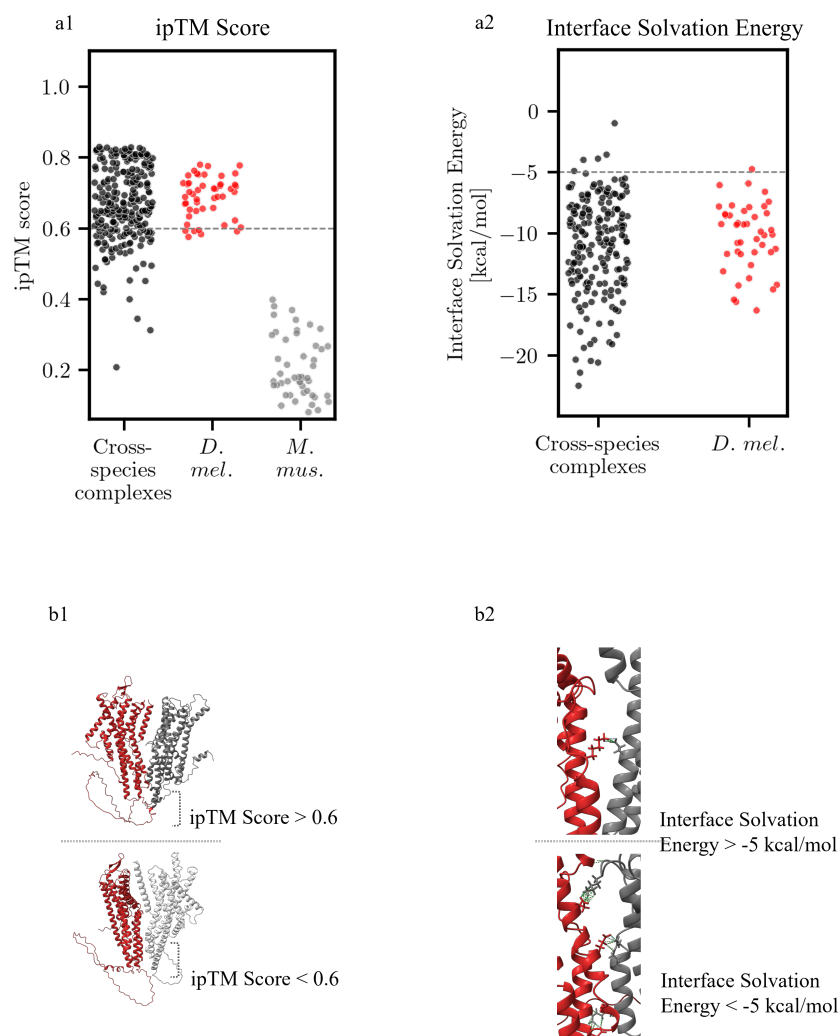 a1
ipTM Score
ipTM score
1.0
0.8
0.6
0.4
0.2
Cross-
species
complexes
D.
mel.
M.
mus.
a2
Interface Solvation Energy
Interface Solvation Energy
[kcal/mol]
0
−5
−10
−15
−20
Cross-species
complexes
D. mel.
b1
ipTM Score > 0.6
ipTM Score < 0.6
b2
Interface Solvation
Energy > -5 kcal/mol
Interface Solvation
Energy < -5 kcal/mol